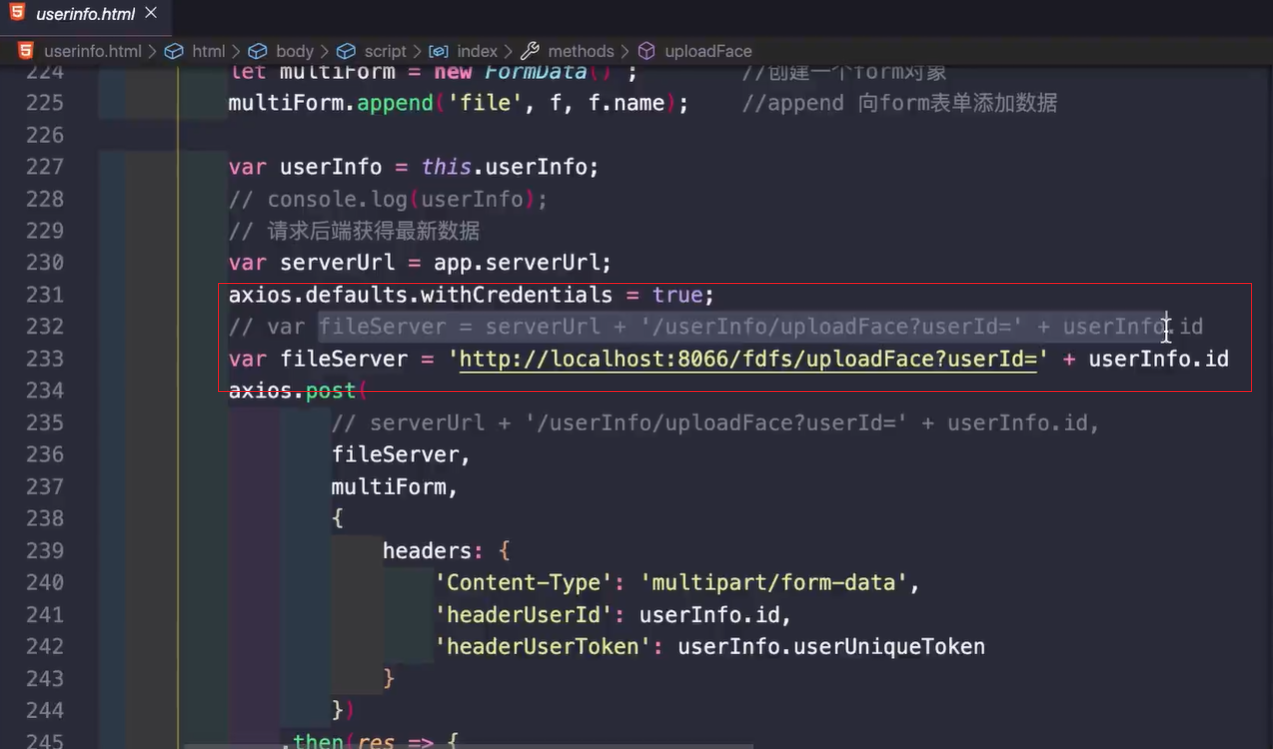 userinfo.html
userinfo.html > html > body > script > index > methods > uploadFace
224 let multiForm = new FormData() ; //创建一个form对象
225 multiForm.append('file', f, f.name); //append 向form表单添加数据
226
227 var userInfo = this.userInfo;
228 // console.log(userInfo);
229 // 请求后端获得最新数据
230 var serverUrl = app.serverUrl;
231 axios.defaults.withCredentials = true;
232 // var fileServer = serverUrl + '/userInfo/uploadFace?userId=' + userInfo.id
233 var fileServer = 'http://localhost:8066/fdfs/uploadFace?userId=' + userInfo.id
234 axios.post(
235 // serverUrl + '/userInfo/uploadFace?userId=' + userInfo.id,
236 fileServer,
237 multiForm,
238 {
239 headers: {
240 'Content-Type': 'multipart/form-data',
241 'headerUserId': userInfo.id,
242 'headerUserToken': userInfo.userUniqueToken
243 }
244 })
245 .then(res => {